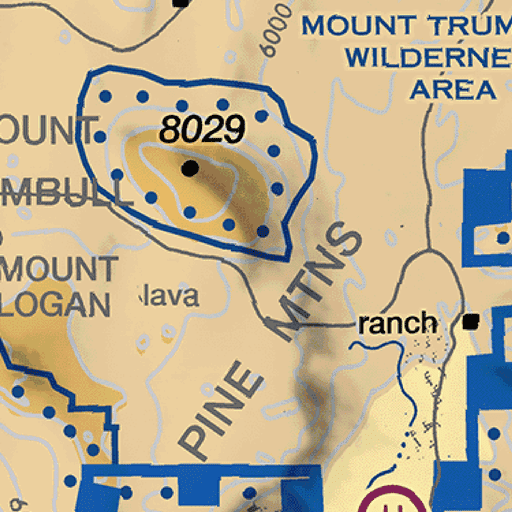 6000
MOUNT TRUM
WILDERNE
AREA
8029
OUNT
MBULL
MOUNT
LOGAN
lava
PINE MTNS
ranch